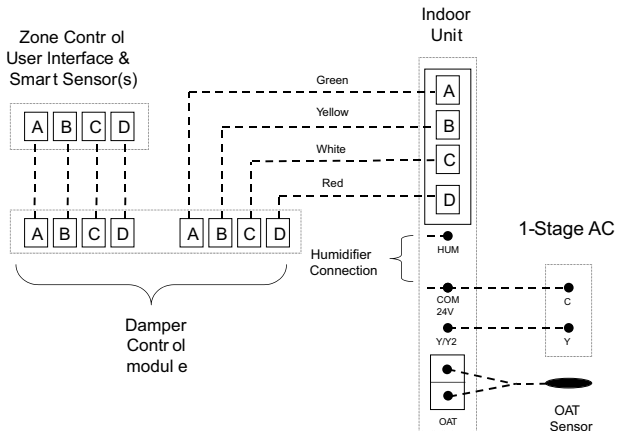 Indoor
Unit
Zone Contr ol
User Interface &
Smar t Sensor(s)
Green
Yellow
White
Red
A
B
C
D
A B C D
A B C D
A B C D
1-Stage AC
Humidifier
Connection
HUM
COM
24V
C
Y/Y2
Y
Damper
Contr ol
modul e
OAT
OAT
Sensor